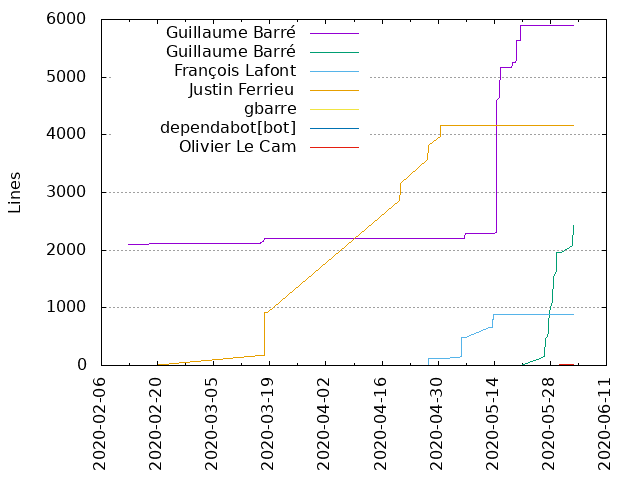 6000
5000
4000
3000
2000
1000
0
Lines
Guillaume Barré
Guillaume Barré
François Lafont
Justin Ferrieu
gbarre
dependabot[bot]
Olivier Le Cam
2020-02-06
2020-02-20
2020-03-05
2020-03-19
2020-04-02
2020-04-16
2020-04-30
2020-05-14
2020-05-28
2020-06-11